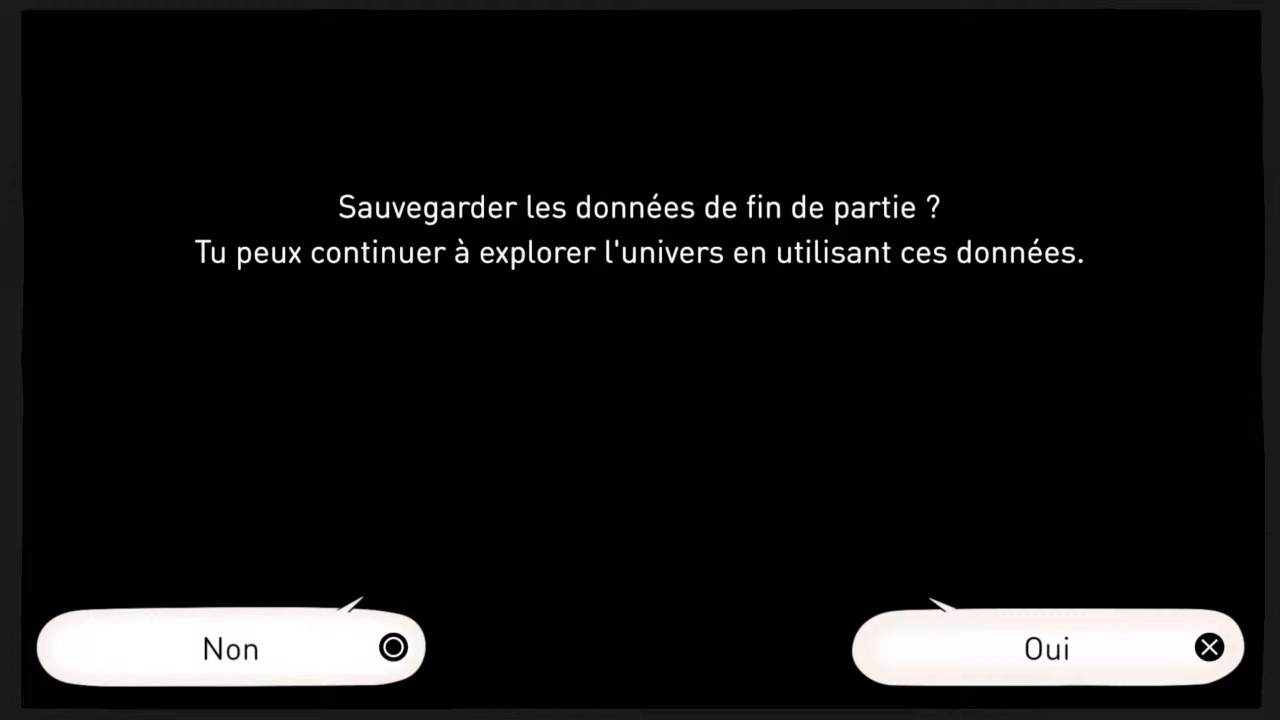 Sauvegarder les données de fin de partie ?
Tu peux continuer à explorer l'univers en utilisant ces données.
Non
Oui